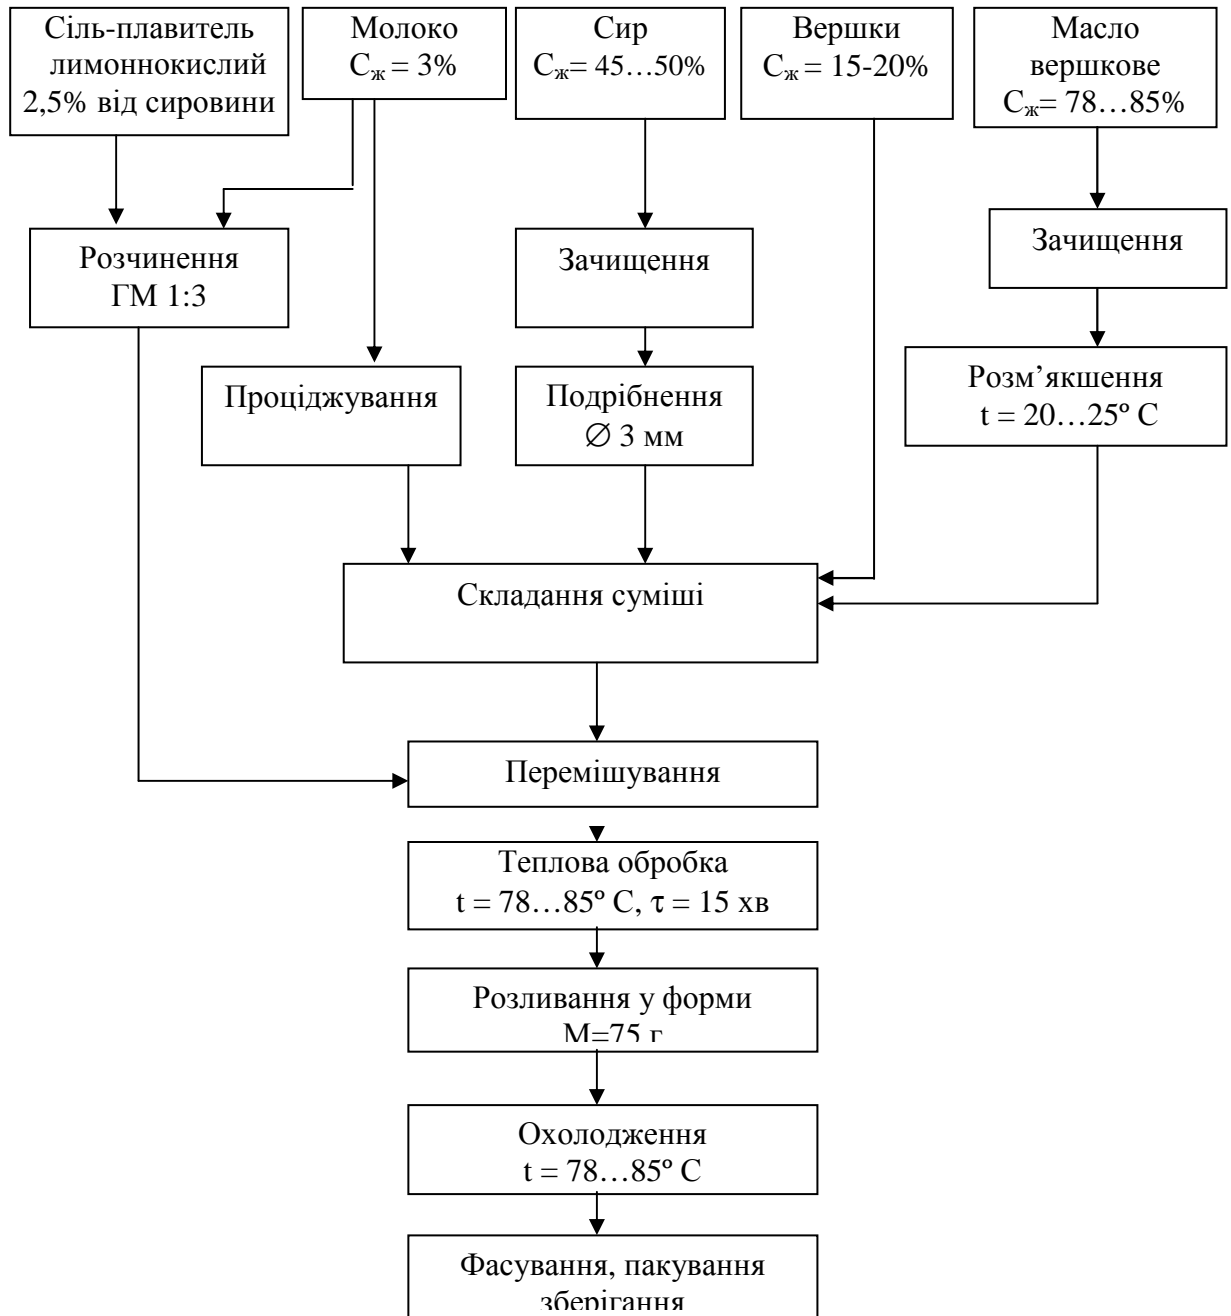 Сіль-плавитель
лимоннокислий
2,5% від сировини
Молоко
Сж = 3%
Сир
Сж= 45…50%
Вершки
Сж = 15-20%
Масло
вершкове
Сж= 78…85%
Розчинення
ГМ 1:3
Зачищення
Зачищення
Проціджування
Подрібнення
∅ 3 мм
Розм’якшення
t = 20…25º С
Складання суміші
Перемішування
Теплова обробка
t = 78…85º С, τ = 15 хв
Розливання у форми
М=75 г
Охолодження
t = 78…85º С
Фасування, пакування
зберігання